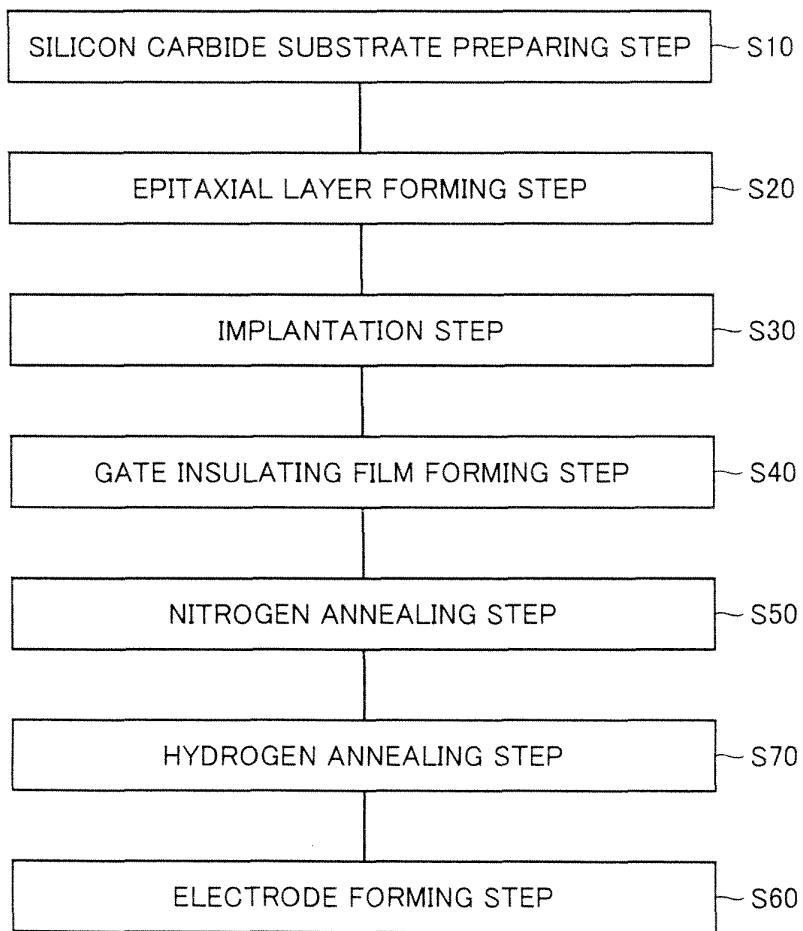 SILICON CARBIDE SUBSTRATE PREPARING STEP S10
EPITAXIAL LAYER FORMING STEP S20
IMPLANTATION STEP S30
GATE INSULATING FILM FORMING STEP S40
NITROGEN ANNEALING STEP S50
HYDROGEN ANNEALING STEP S70
ELECTRODE FORMING STEP S60